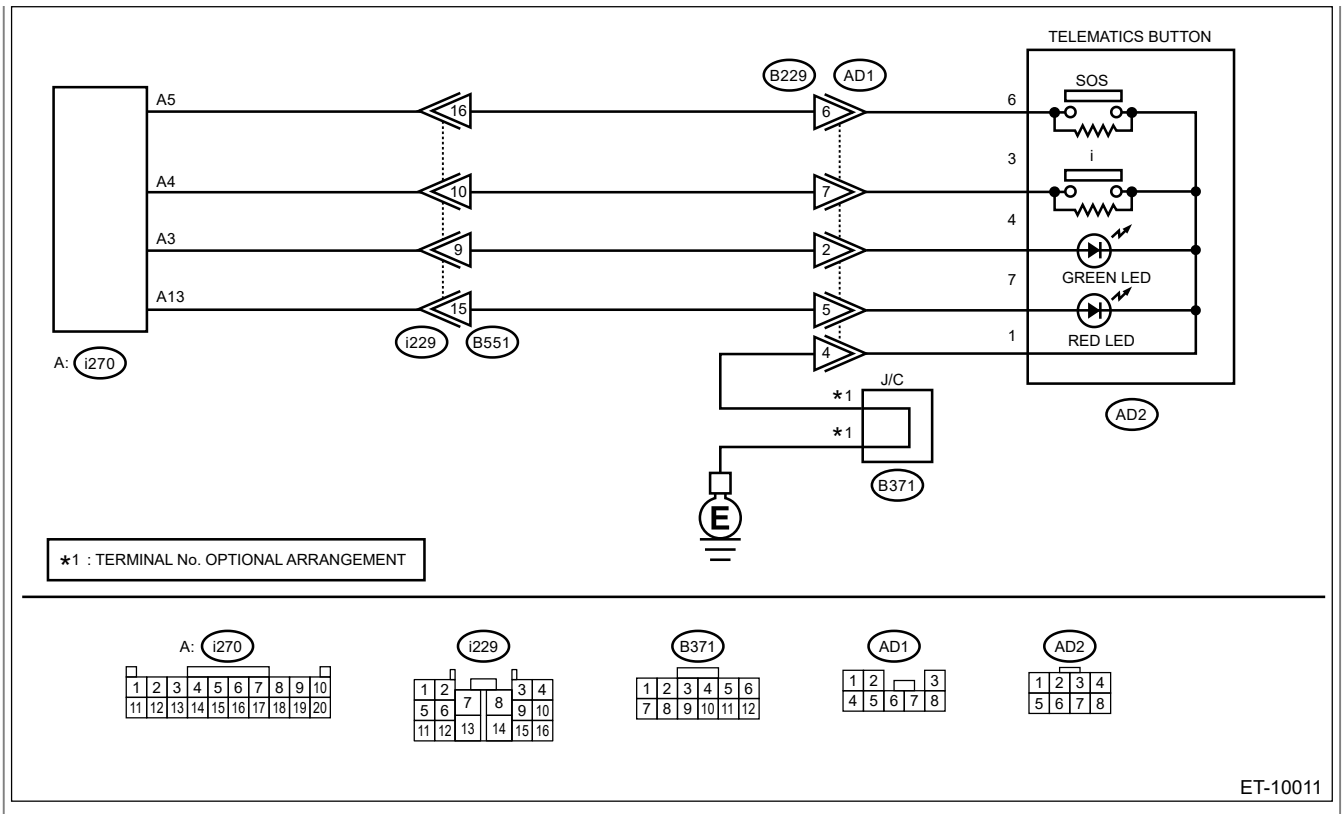 TELEMATICS BUTTON
B229 AD1
SOS
A5 16 6 6
3 i
A4 10 7
4
A3 9 2
GREEN LED
7
A13 15 5
RED LED
i229 B551 4 1
A: i270
J/C
*1
*1
AD2
B371
E
*1 : TERMINAL No. OPTIONAL ARRANGEMENT
A: i270 i229 B371 AD1 AD2
1 2 3 4 5 6 7 8 9 10
11 12 13 14 15 16 17 18 19 20
1 2 7 8 3 4
5 6 9 10
11 12 13 14 15 16
1 2 3 4 5 6
7 8 9 10 11 12
1 2 3
4 5 6 7 8
1 2 3 4
5 6 7 8
ET-10011